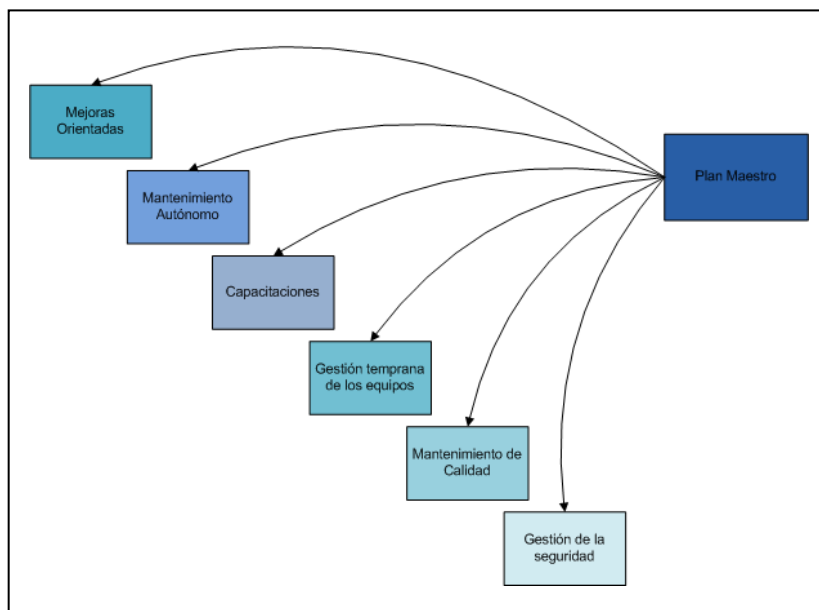 Mejoras
Orientadas
Plan Maestro
Mantenimiento
Autónomo
Capacitaciones
Gestión temprana
de los equipos
Mantenimiento de
Calidad
Gestión de la
seguridad